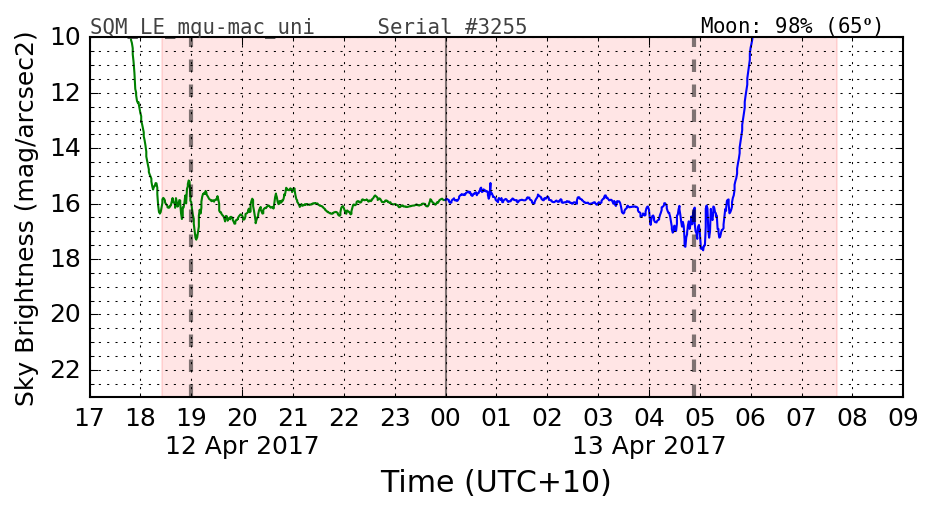 SQM_LE_mqu-mac_uni Serial #3255 Moon: 98% (65°)
Sky Brightness (mag/arcsec2)
10
12
14
16
18
20
22
17 18 19 20 21 22 23 00 01 02 03 04 05 06 07 08 09
12 Apr 2017 13 Apr 2017
Time (UTC+10)